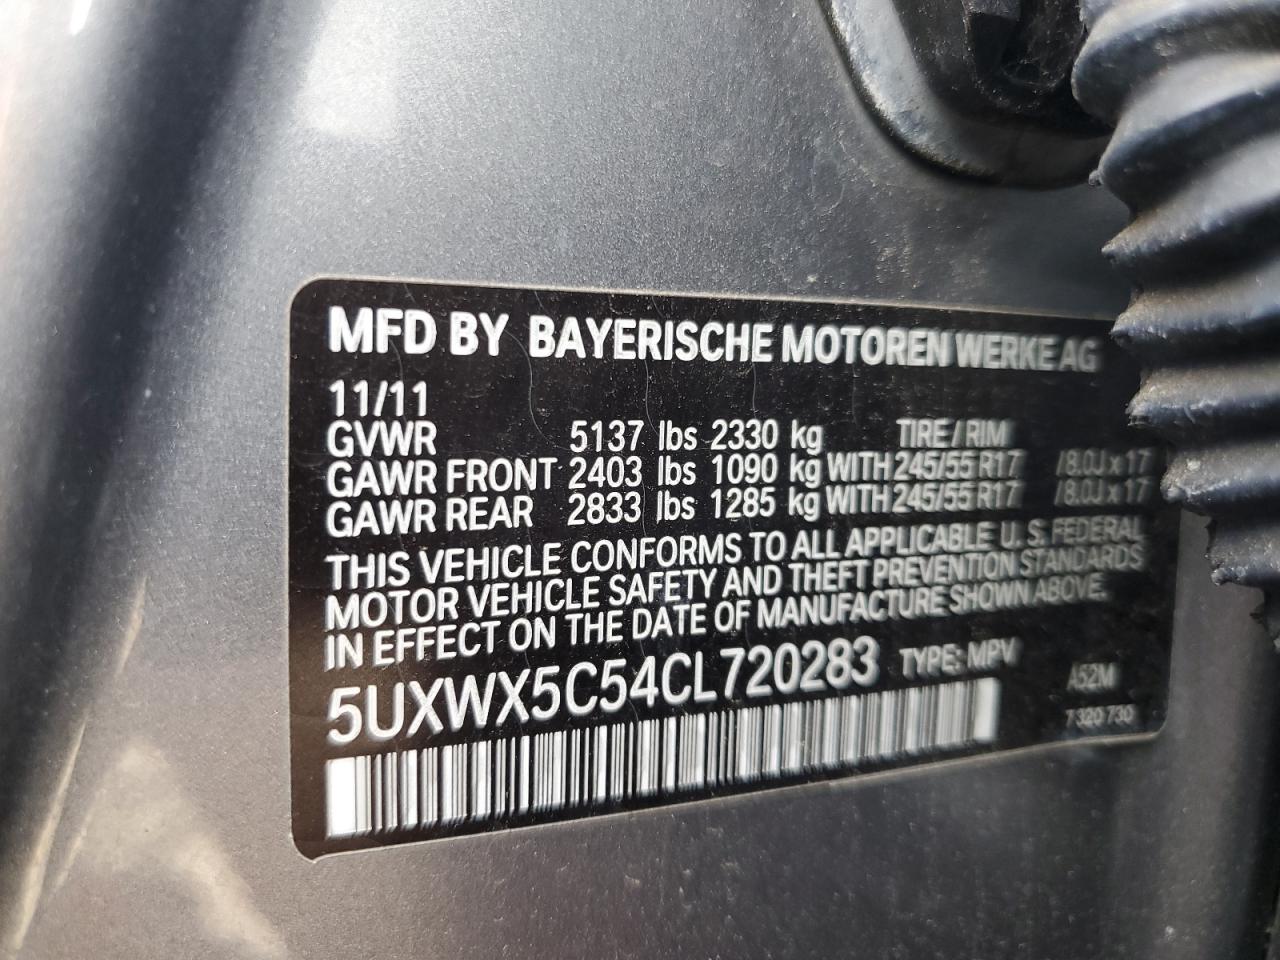 MFD BY BAYERISCHE MOTOREN WERKE AG
11/11
GVWR 5137 lbs 2330 kg TIRE / RIM
GAWR FRONT 2403 lbs 1090 kg WITH 245/55 R17 /8.0J x 17
GAWR REAR 2833 lbs 1285 kg WITH 245/55 R17 /8.0J x 17
THIS VEHICLE CONFORMS TO ALL APPLICABLE U. S. FEDERAL
MOTOR VEHICLE SAFETY AND THEFT PREVENTION STANDARDS
IN EFFECT ON THE DATE OF MANUFACTURE SHOWN ABOVE.
5UXWX5C54CL720283 TYPE: MPV
A52M
7 320 730